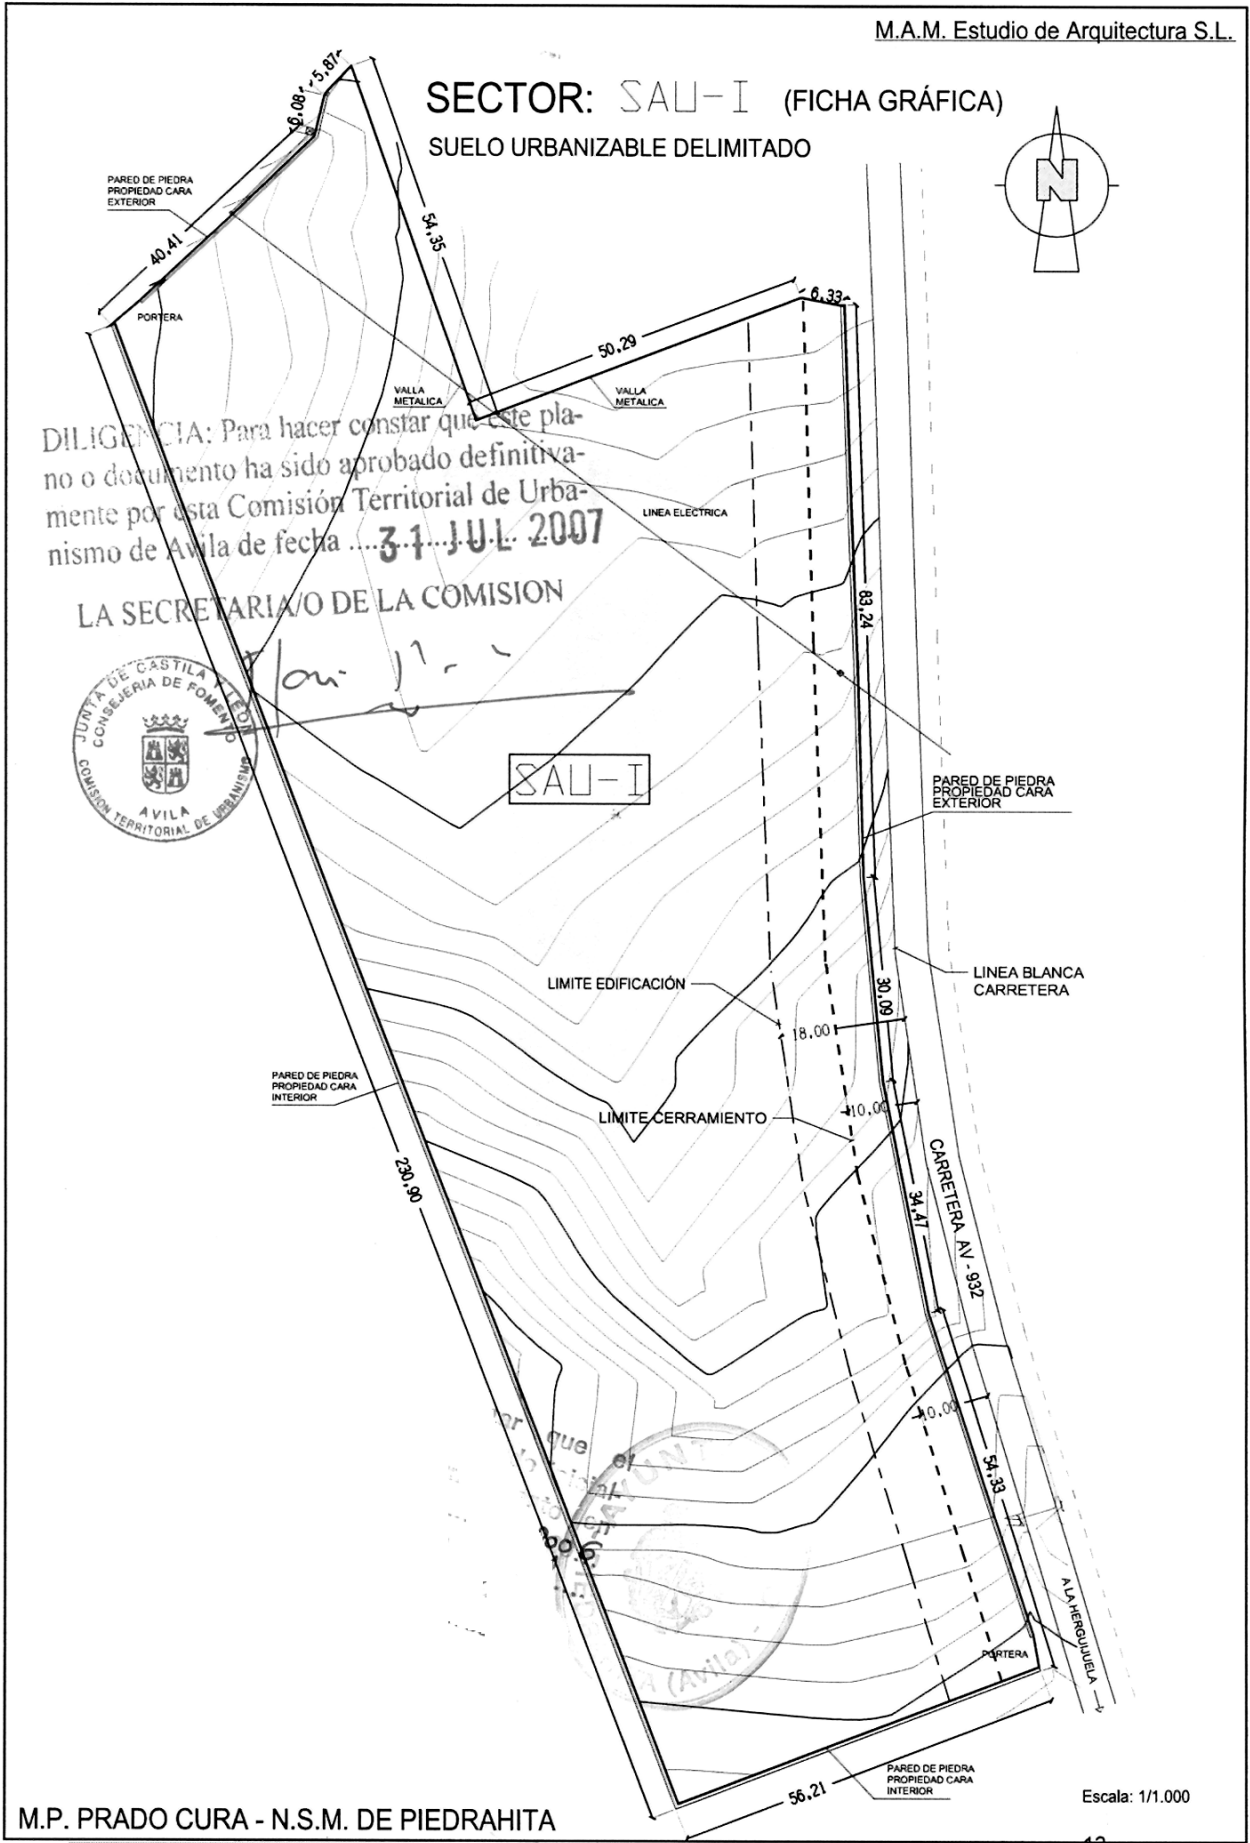 M.A.M. Estudio de Arquitectura S.L.
SECTOR: SAU-I (FICHA GRÁFICA)
SUELO URBANIZABLE DELIMITADO
N
5,87
6,08
PARED DE PIEDRA
PROPIEDAD CARA
EXTERIOR
40,41
54,35
PORTERA
6,33
50,29
VALLA
METALICA
VALLA
METALICA
DILIGENCIA: Para hacer constar que este pla-
no o documento ha sido aprobado definitiva-
mente por esta Comisión Territorial de Urba-
nismo de Avila de fecha ....31 JUL 2007
LA SECRETARIA/O DE LA COMISION
JUNTA DE CASTILLA Y LEON
CONSEJERIA DE FOMENTO
AVILA
COMISION TERRITORIAL DE URBANISMO
LINEA ELECTRICA
83,24
SAU-I
PARED DE PIEDRA
PROPIEDAD CARA
EXTERIOR
LIMITE EDIFICACIÓN
LINEA BLANCA
CARRETERA
30,09
18.00
PARED DE PIEDRA
PROPIEDAD CARA
INTERIOR
LIMITE CERRAMIENTO
10,00
230,90
34,47
CARRETERA AV - 932
10,00
que el
AYUNT
(Avila)
54,33
A LA HERGUIJUELA
PORTERA
56,21
PARED DE PIEDRA
PROPIEDAD CARA
INTERIOR
Escala: 1/1.000
M.P. PRADO CURA - N.S.M. DE PIEDRAHITA